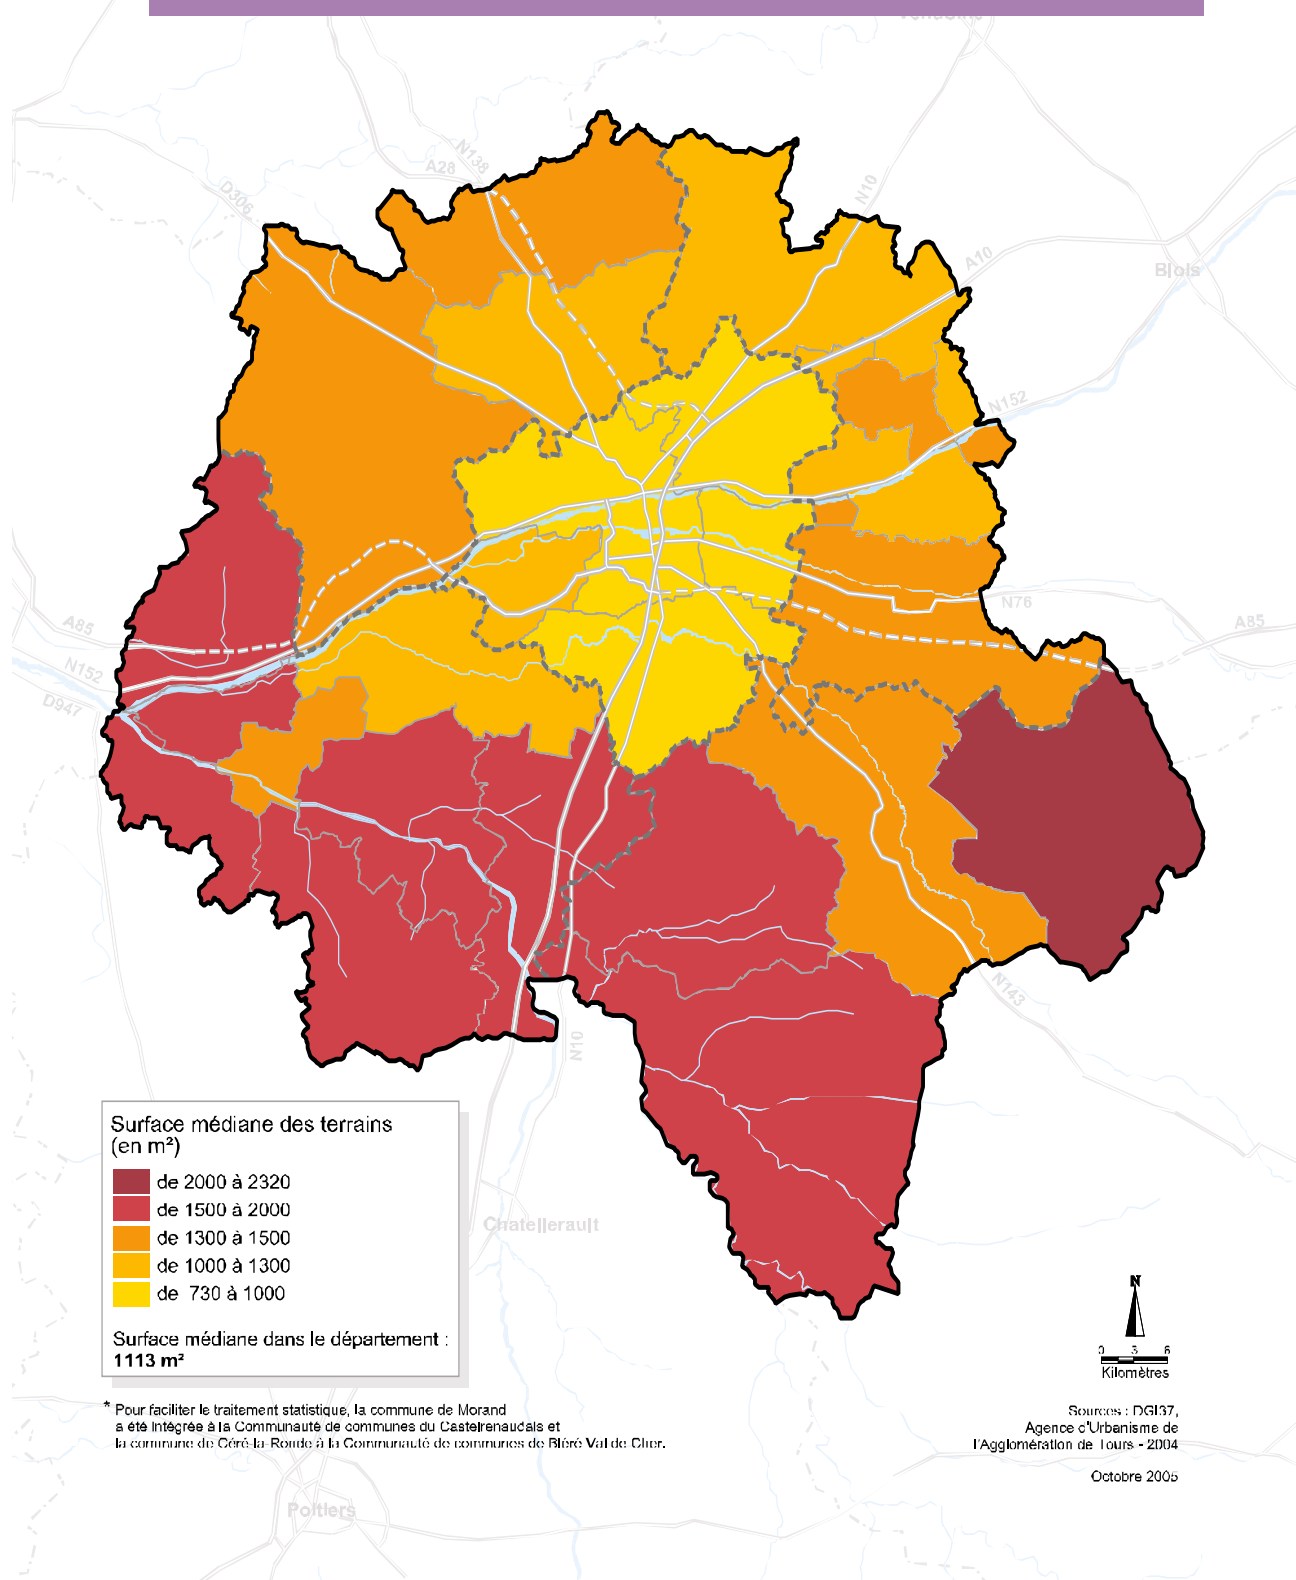 Vendôme
N138
A28
D306
N10
A10
Blois
N152
N76
A85
A85
N152
D947
N143
N10
Chatellerault
Surface médiane des terrains
(en m²)
de 2000 à 2320
de 1500 à 2000
de 1300 à 1500
de 1000 à 1300
de 730 à 1000
Surface médiane dans le département :
1113 m²
N
0 3 6
Kilomètres
* Pour faciliter le traitement statistique, la commune de Morand
a été intégrée à la Communauté de communes du Castelrenaudais et
la commune de Céré-la-Ronde à la Communauté de communes de Bléré Val de Cher.
Sources : DGI37,
Agence d'Urbanisme de
l'Agglomération de Tours - 2004
Octobre 2005
Poitiers